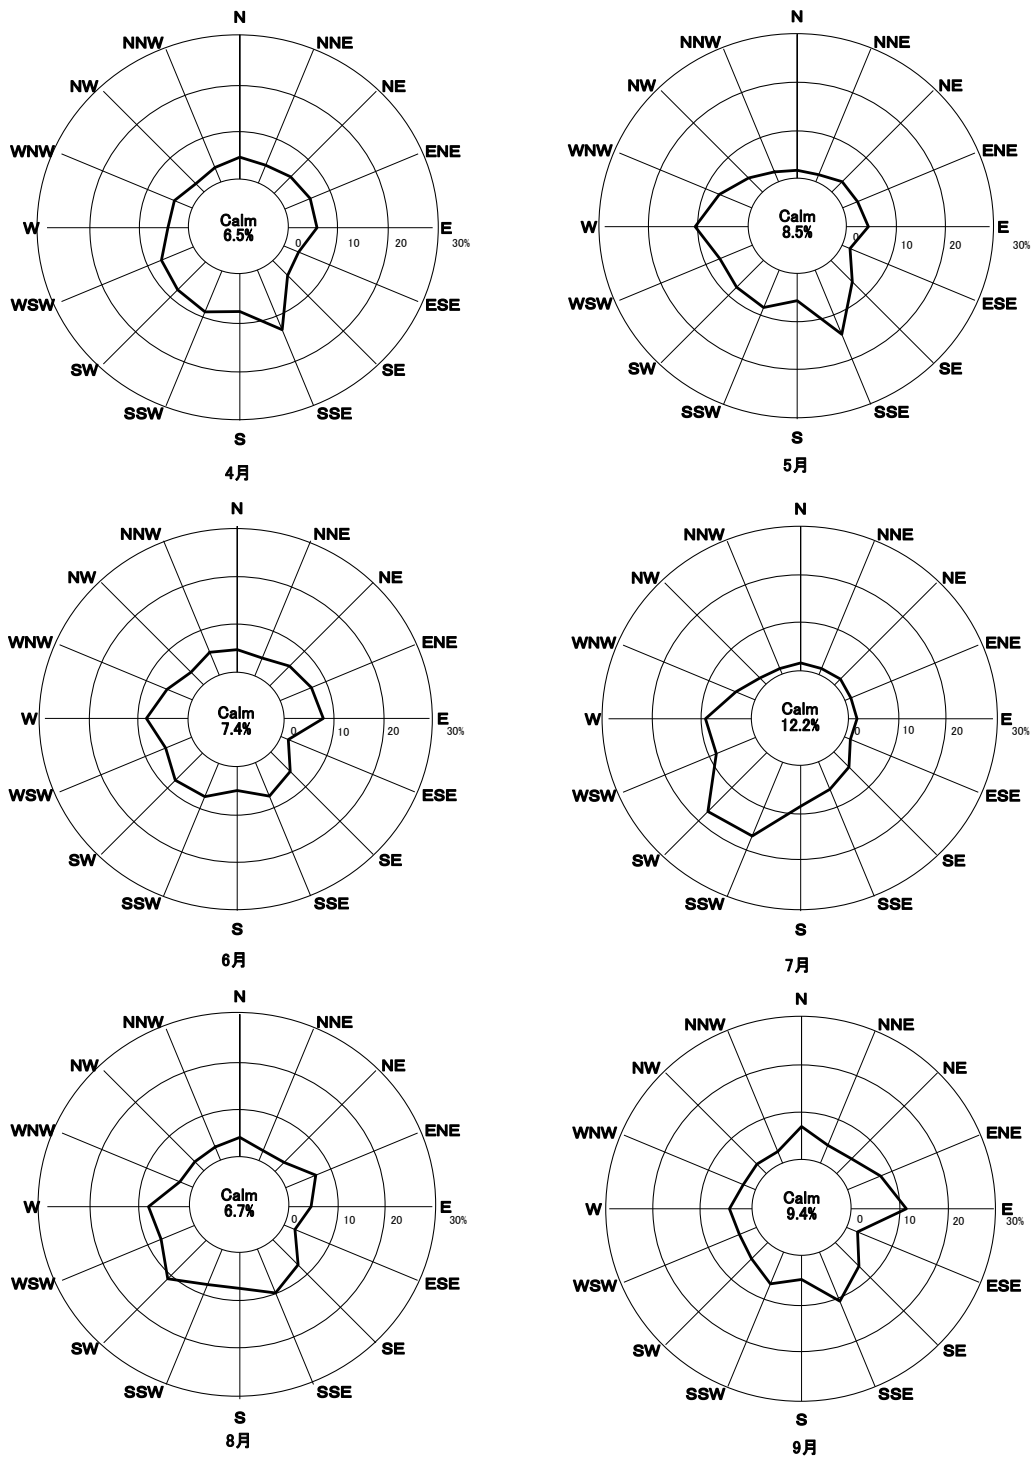 N
NNW NNE
NW NE
WNW ENE
Calm
6.5%
W E
0 10 20 30%
WSW ESE
SW SE
SSW SSE
S
4月
N
NNW NNE
NW NE
WNW ENE
Calm
8.5%
W E
0 10 20 30%
WSW ESE
SW SE
SSW SSE
S
5月
N
NNW NNE
NW NE
WNW ENE
Calm
7.4%
W E
0 10 20 30%
WSW ESE
SW SE
SSW SSE
S
6月
N
NNW NNE
NW NE
WNW ENE
Calm
12.2%
W E
0 10 20 30%
WSW ESE
SW SE
SSW SSE
S
7月
N
NNW NNE
NW NE
WNW ENE
Calm
6.7%
W E
0 10 20 30%
WSW ESE
SW SE
SSW SSE
S
8月
N
NNW NNE
NW NE
WNW ENE
Calm
9.4%
W E
0 10 20 30%
WSW ESE
SW SE
SSW SSE
S
9月